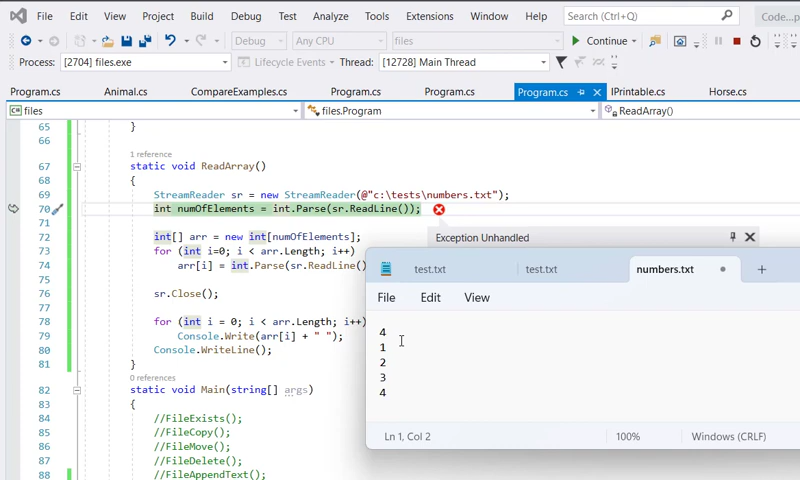 File Edit View Git Project Build Debug Test Analyze Tools Extensions Window Help Search (Ctrl+Q) Code...
Debug Any CPU files Continue
Process: [2704] files.exe Lifecycle Events Thread: [12728] Main Thread
Program.cs Animal.cs CompareExamples.cs Program.cs Program.cs Program.cs IPrintable.cs Horse.cs
C# files files.Program ReadArray()
65 }
66
1 reference
67 static void ReadArray()
68 {
69 StreamReader sr = new StreamReader(@"c:\tests\numbers.txt");
70 int numOfElements = int.Parse(sr.ReadLine());
71
72 int[] arr = new int[numOfElements];
73 for (int i=0; i < arr.Length; i++)
74 arr[i] = int.Parse(sr.ReadLine()
75
76 sr.Close();
77
78 for (int i = 0; i < arr.Length; i++)
79 Console.Write(arr[i] + " ");
80 Console.WriteLine();
81 }
0 references
82 static void Main(string[] args)
83 {
84 //FileExists();
85 //FileCopy();
86 //FileMove();
87 //FileDelete();
88 //FileAppendText();
Exception Unhandled
test.txt test.txt numbers.txt
File Edit View
4
1
2
3
4
Ln 1, Col 2 100% Windows (CRLF)